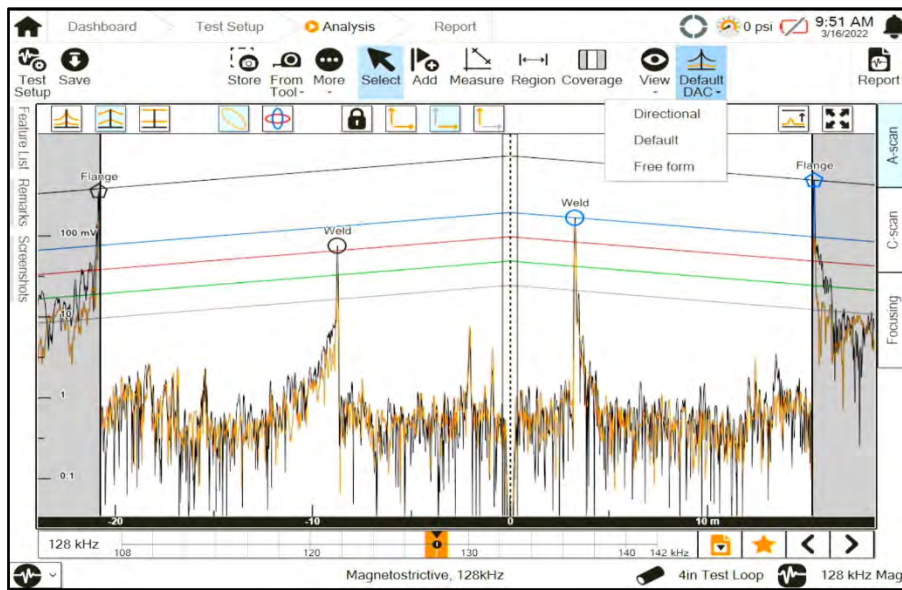 Dashboard
Test Setup
Analysis
Report
0 psi
9:51 AM
3/16/2022
Test Setup
Save
Store
From Tool
More
Select
Add
Measure
Region
Coverage
View
Default DAC
Report
Directional
Default
Free form
Feature List
Remarks
Screenshots
A-scan
C-scan
Focusing
Flange
Weld
Weld
Flange
100 mV
10
1
0.1
-20
-10
0
10 m
128 kHz
108
120
130
140
142 kHz
Magnetostrictive, 128kHz
4in Test Loop
128 kHz Mag